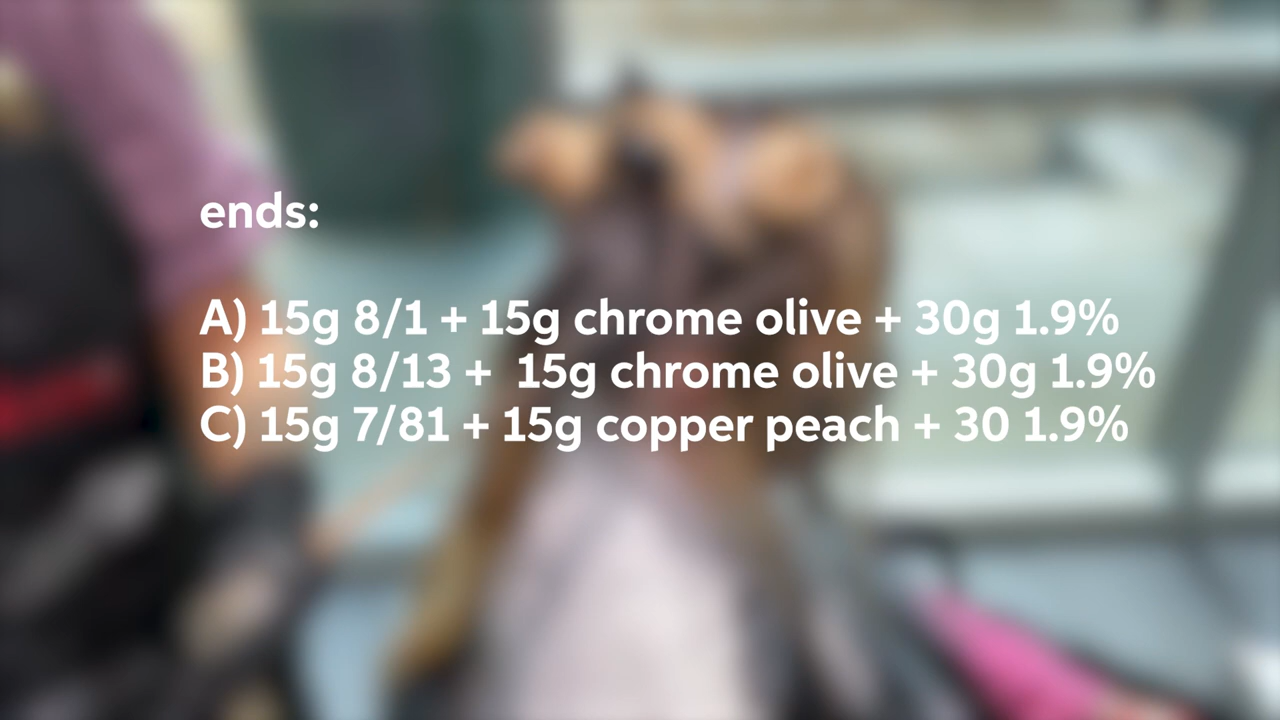 ends:
A) 15g 8/1 + 15g chrome olive + 30g 1.9%
B) 15g 8/13 +  15g chrome olive + 30g 1.9%
C) 15g 7/81 + 15g copper peach + 30 1.9%